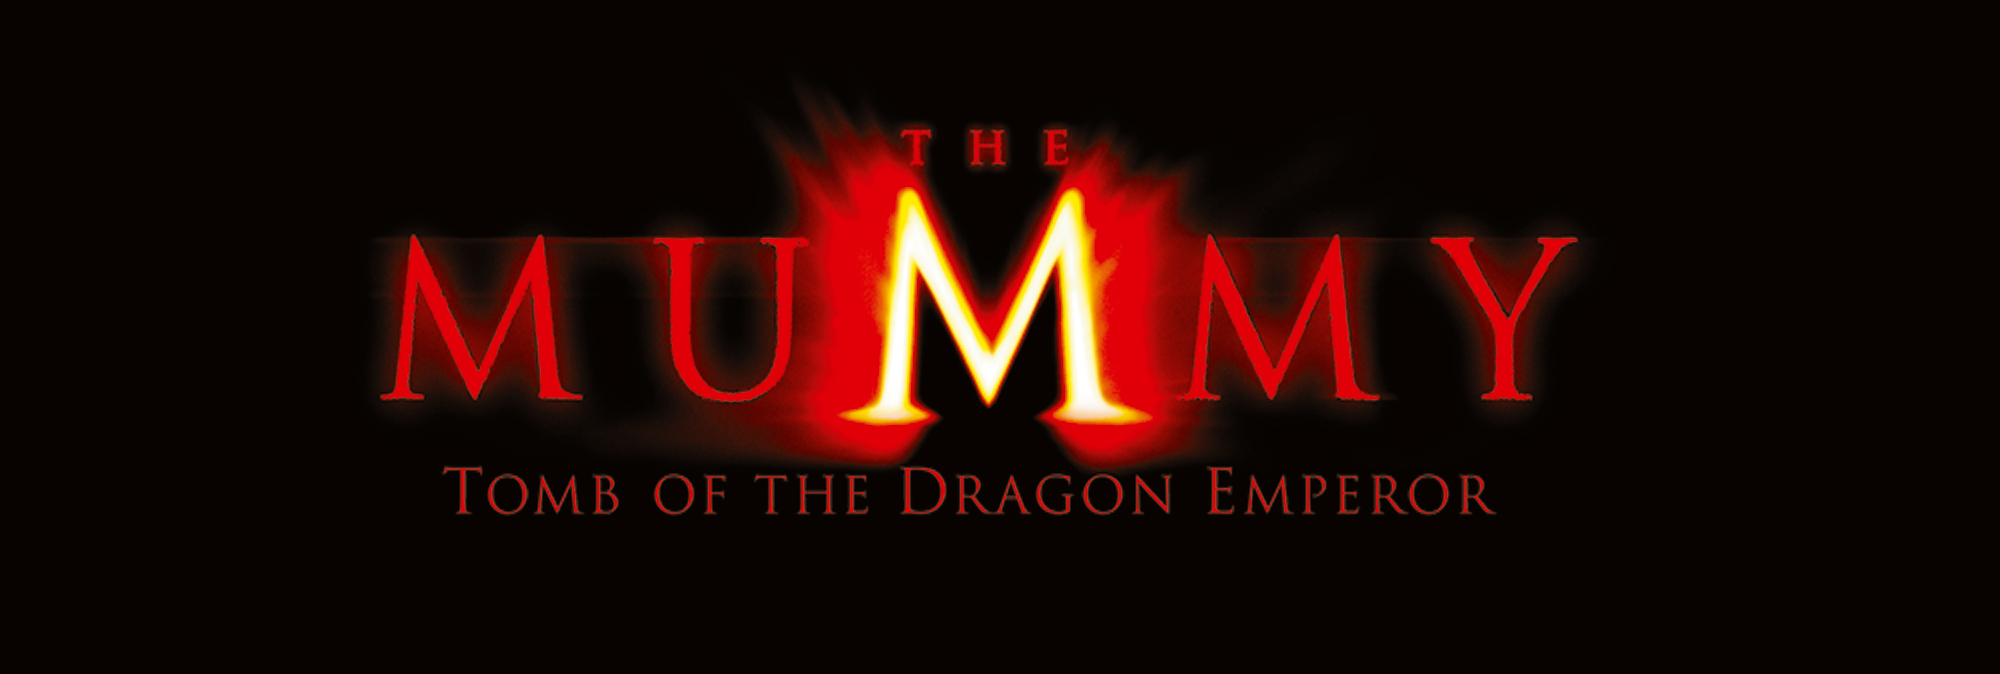 THE
MUMMY
TOMB OF THE DRAGON EMPEROR